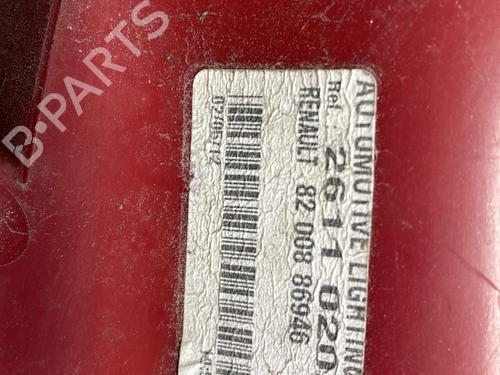 AUTOMOTIVE LIGHTING
Ref. : 2611 020
RENAULT 82 008 86946
B-PARTS